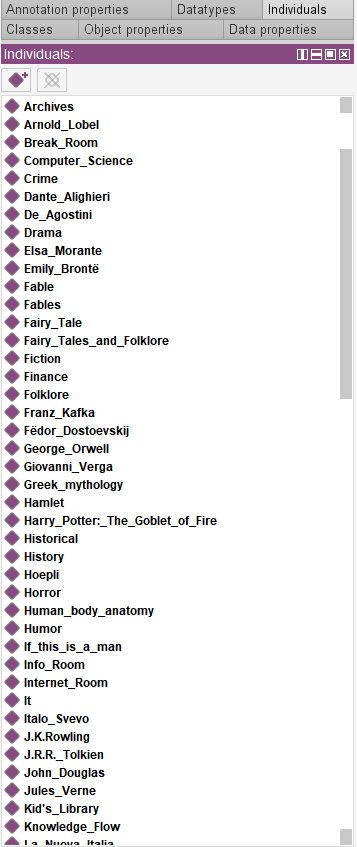 Annotation properties Datatypes Individuals
Classes Object properties Data properties
Individuals:
Archives
Arnold_Lobel
Break_Room
Computer_Science
Crime
Dante_Alighieri
De_Agostini
Drama
Elsa_Morante
Emily_Brontë
Fable
Fables
Fairy_Tale
Fairy_Tales_and_Folklore
Fiction
Finance
Folklore
Franz_Kafka
Fëdor_Dostoevskij
George_Orwell
Giovanni_Verga
Greek_mythology
Hamlet
Harry_Potter:_The_Goblet_of_Fire
Historical
History
Hoepli
Horror
Human_body_anatomy
Humor
If_this_is_a_man
Info_Room
Internet_Room
It
Italo_Svevo
J.K.Rowling
J.R.R._Tolkien
John_Douglas
Jules_Verne
Kid's_Library
Knowledge_Flow
La_Nuova_Italia